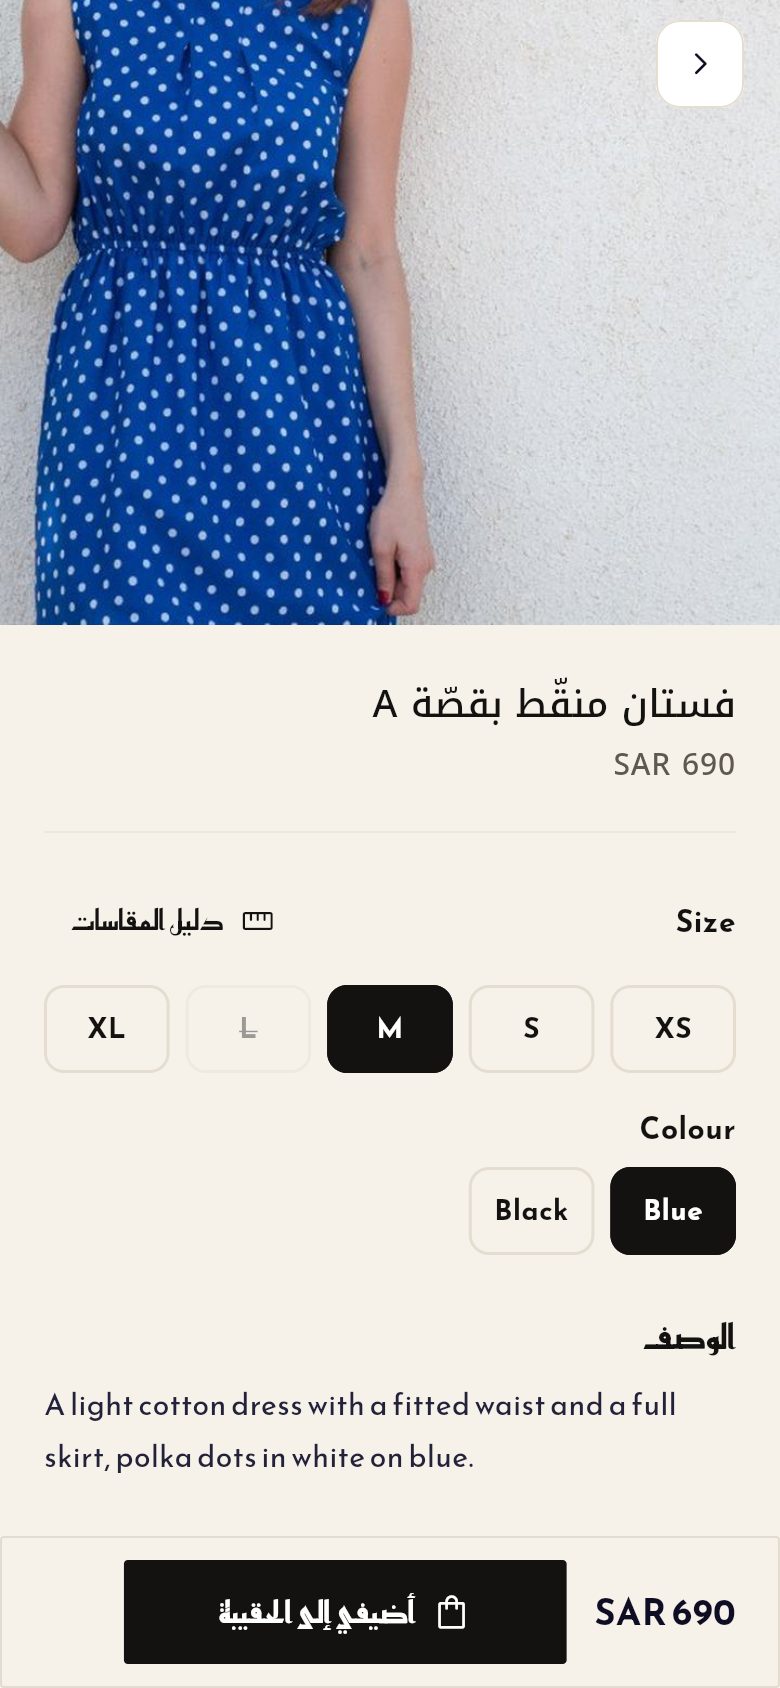 فستان منقّط بقصّة A
SAR 690
Size
دليل المقاسات
XS
S
M
L
XL
Colour
Blue
Black
الوصف
A light cotton dress with a fitted waist and a full
skirt, polka dots in white on blue.
SAR 690
أضيفي إلى الحقيبة